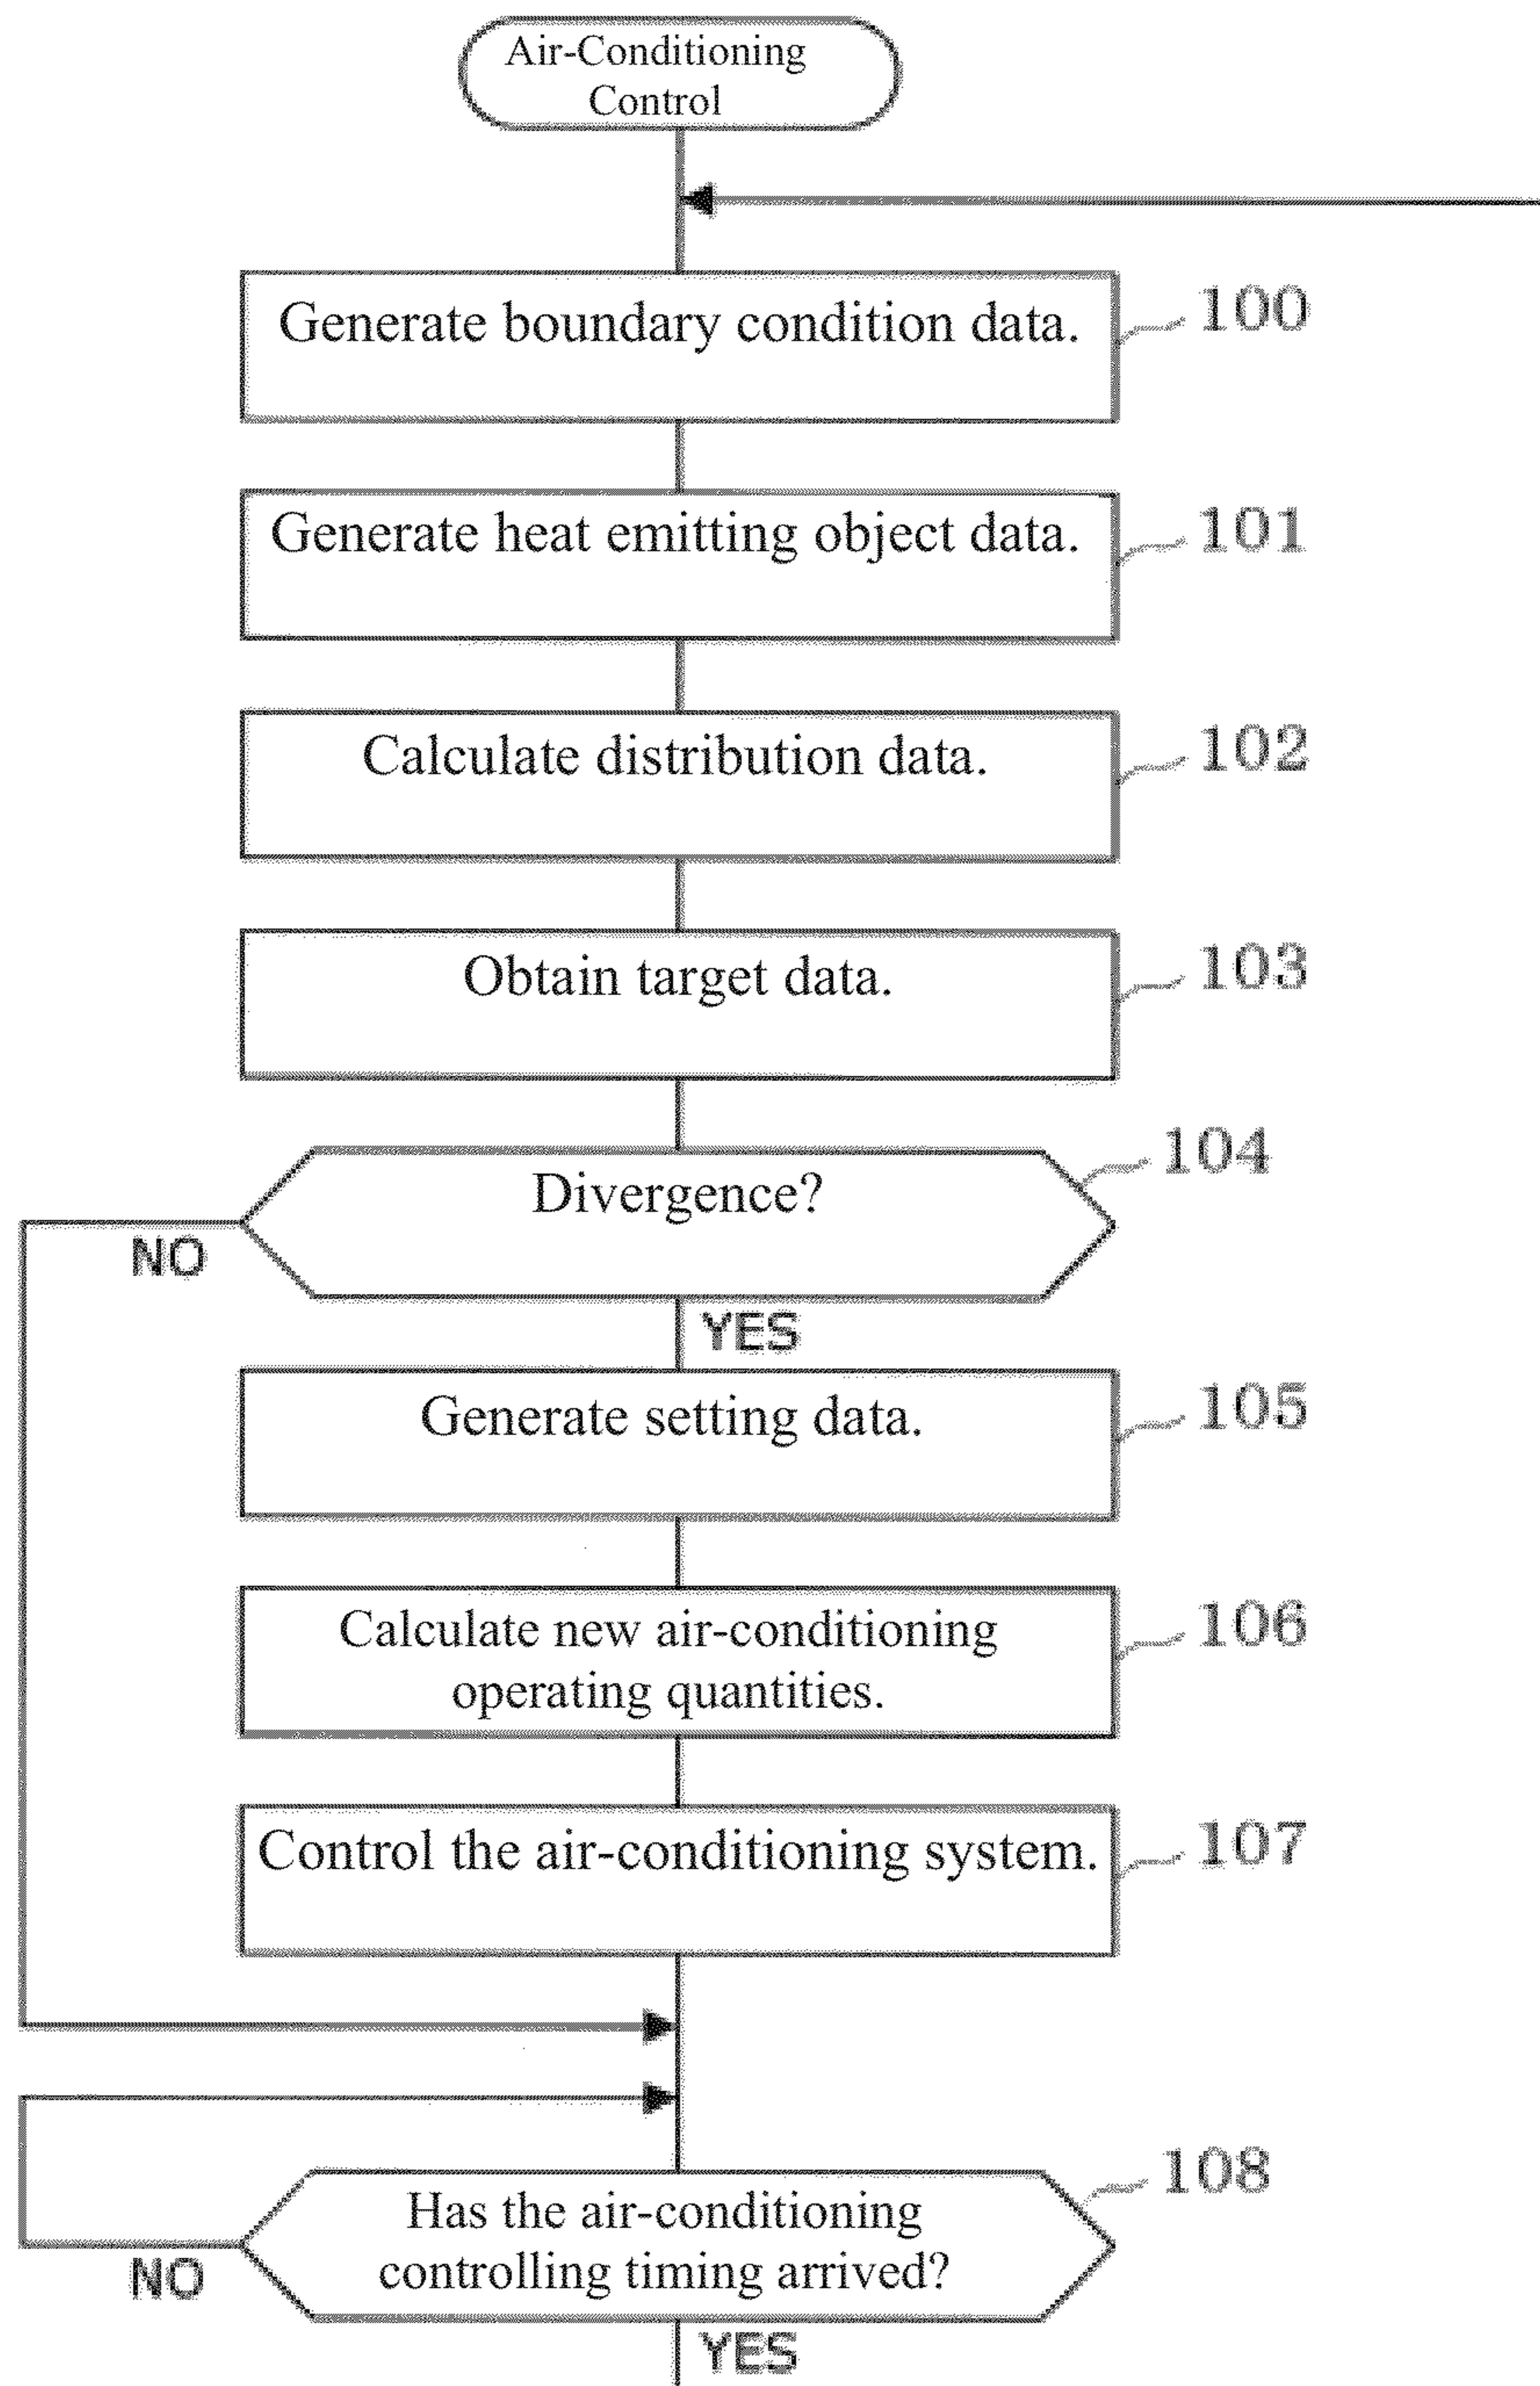 Air-Conditioning
Control
Generate boundary condition data.
100
Generate heat emitting object data.
101
Calculate distribution data.
102
Obtain target data.
103
Divergence?
104
NO
YES
Generate setting data.
105
Calculate new air-conditioning
operating quantities.
106
Control the air-conditioning system.
107
Has the air-conditioning
controlling timing arrived?
108
NO
YES